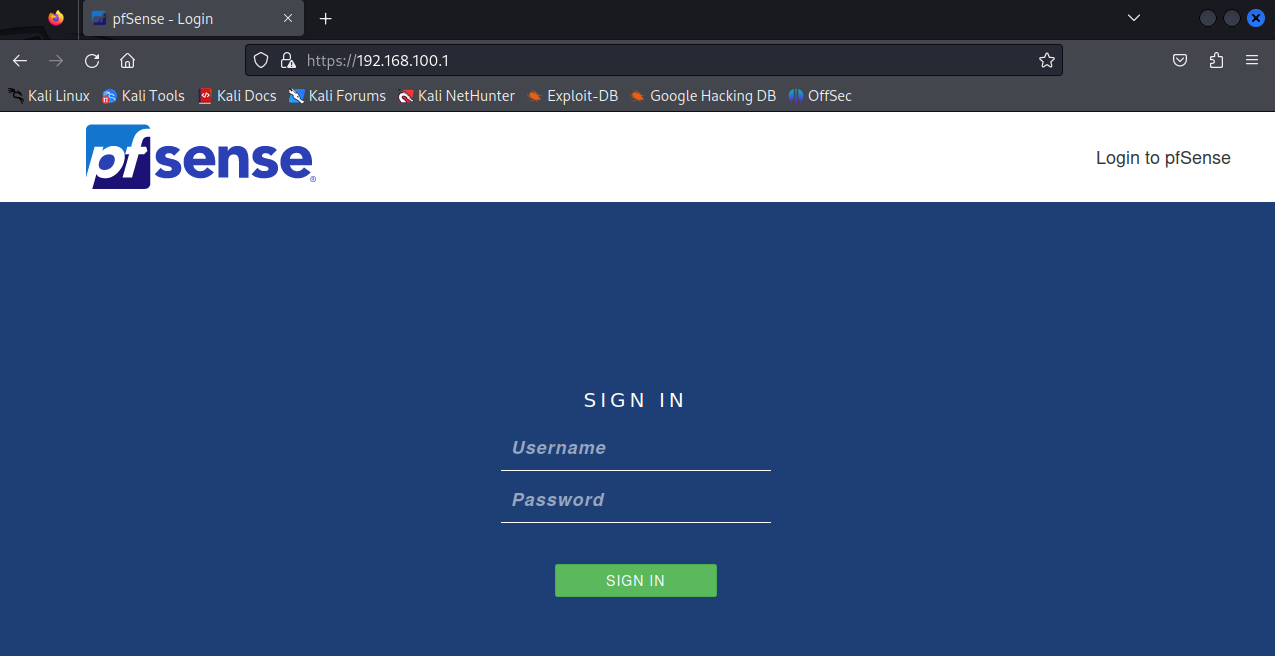 pfSense - Login
https://192.168.100.1
Kali Linux Kali Tools Kali Docs Kali Forums Kali NetHunter Exploit-DB Google Hacking DB OffSec
pfsense® Login to pfSense
SIGN IN
Username
Password
SIGN IN